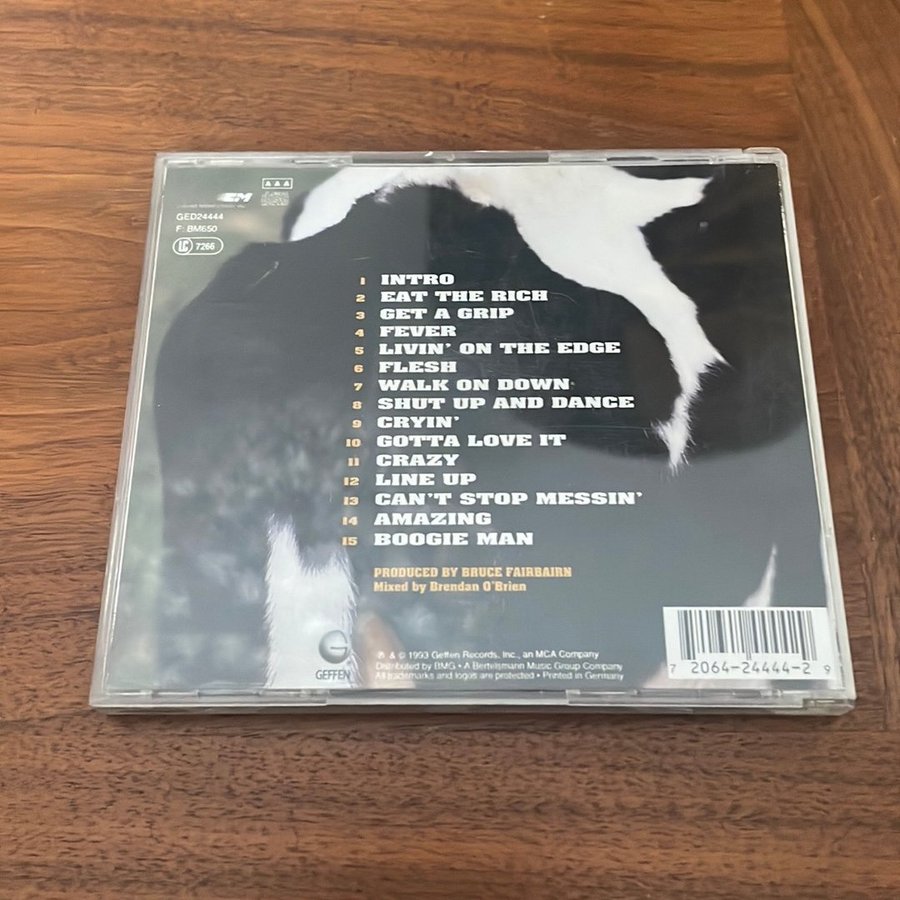 AAA
GED24444
F: BM650
LC 7266
1 INTRO
2 EAT THE RICH
3 GET A GRIP
4 FEVER
5 LIVIN' ON THE EDGE
6 FLESH
7 WALK ON DOWN
8 SHUT UP AND DANCE
9 CRYIN'
10 GOTTA LOVE IT
11 CRAZY
12 LINE UP
13 CAN'T STOP MESSIN'
14 AMAZING
15 BOOGIE MAN
PRODUCED BY BRUCE FAIRBAIRN
Mixed by Brendan O'Brien
GEFFEN
℗ & © 1993 Geffen Records, Inc., an MCA Company
Distributed by BMG • A Bertelsmann Music Group Company
All trademarks and logos are protected • Printed in Germany
7 2064-24444-2 9